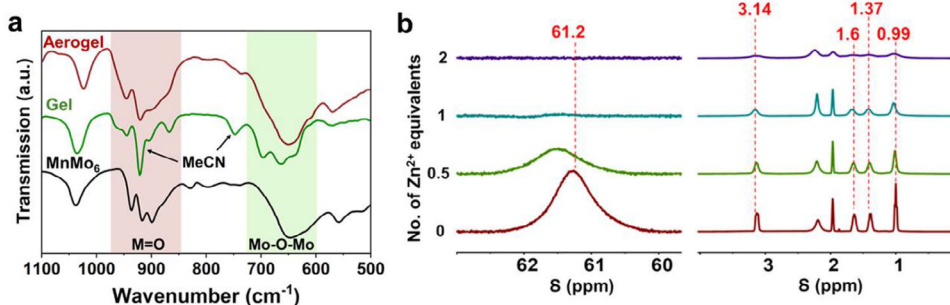 a
Transmission (a.u.)
Aerogel
Gel
MnMo6
MeCN
M=O
Mo-O-Mo
1100 1000 900 800 700 600 500
Wavenumber (cm-1)
b
No. of Zn2+ equivalents
2
1
0.5
0
61.2
3.14
1.6
1.37
0.99
62 61 60
δ (ppm)
3 2 1
δ (ppm)